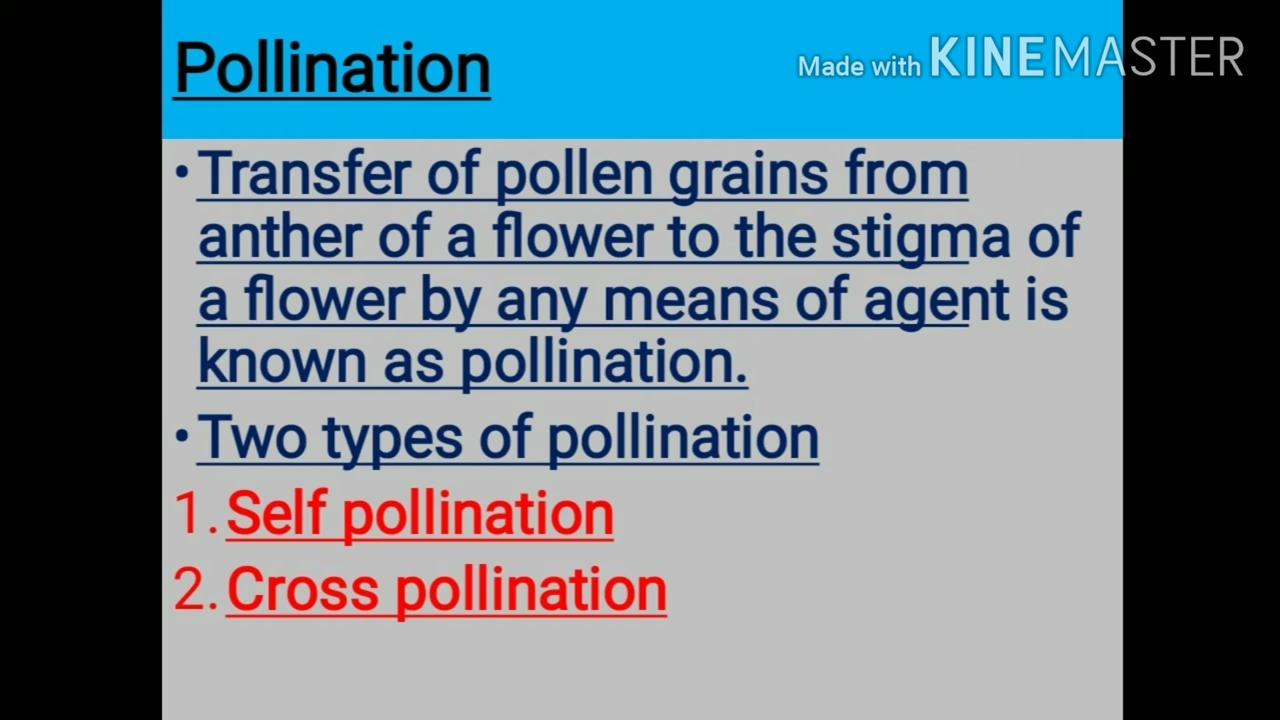 Pollination
Made with KINEMASTER
•Transfer of pollen grains from
anther of a flower to the stigma of
a flower by any means of agent is
known as pollination.
•Two types of pollination
1. Self pollination
2. Cross pollination